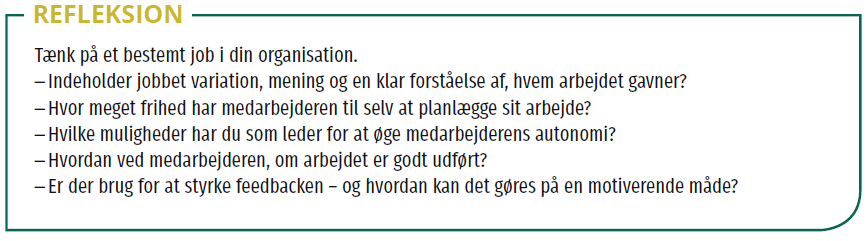 REFLEKSION
Tænk på et bestemt job i din organisation.
– Indeholder jobbet variation, mening og en klar forståelse af, hvem arbejdet gavner?
– Hvor meget frihed har medarbejderen til selv at planlægge sit arbejde?
– Hvilke muligheder har du som leder for at øge medarbejderens autonomi?
– Hvordan ved medarbejderen, om arbejdet er godt udført?
– Er der brug for at styrke feedbacken – og hvordan kan det gøres på en motiverende måde?